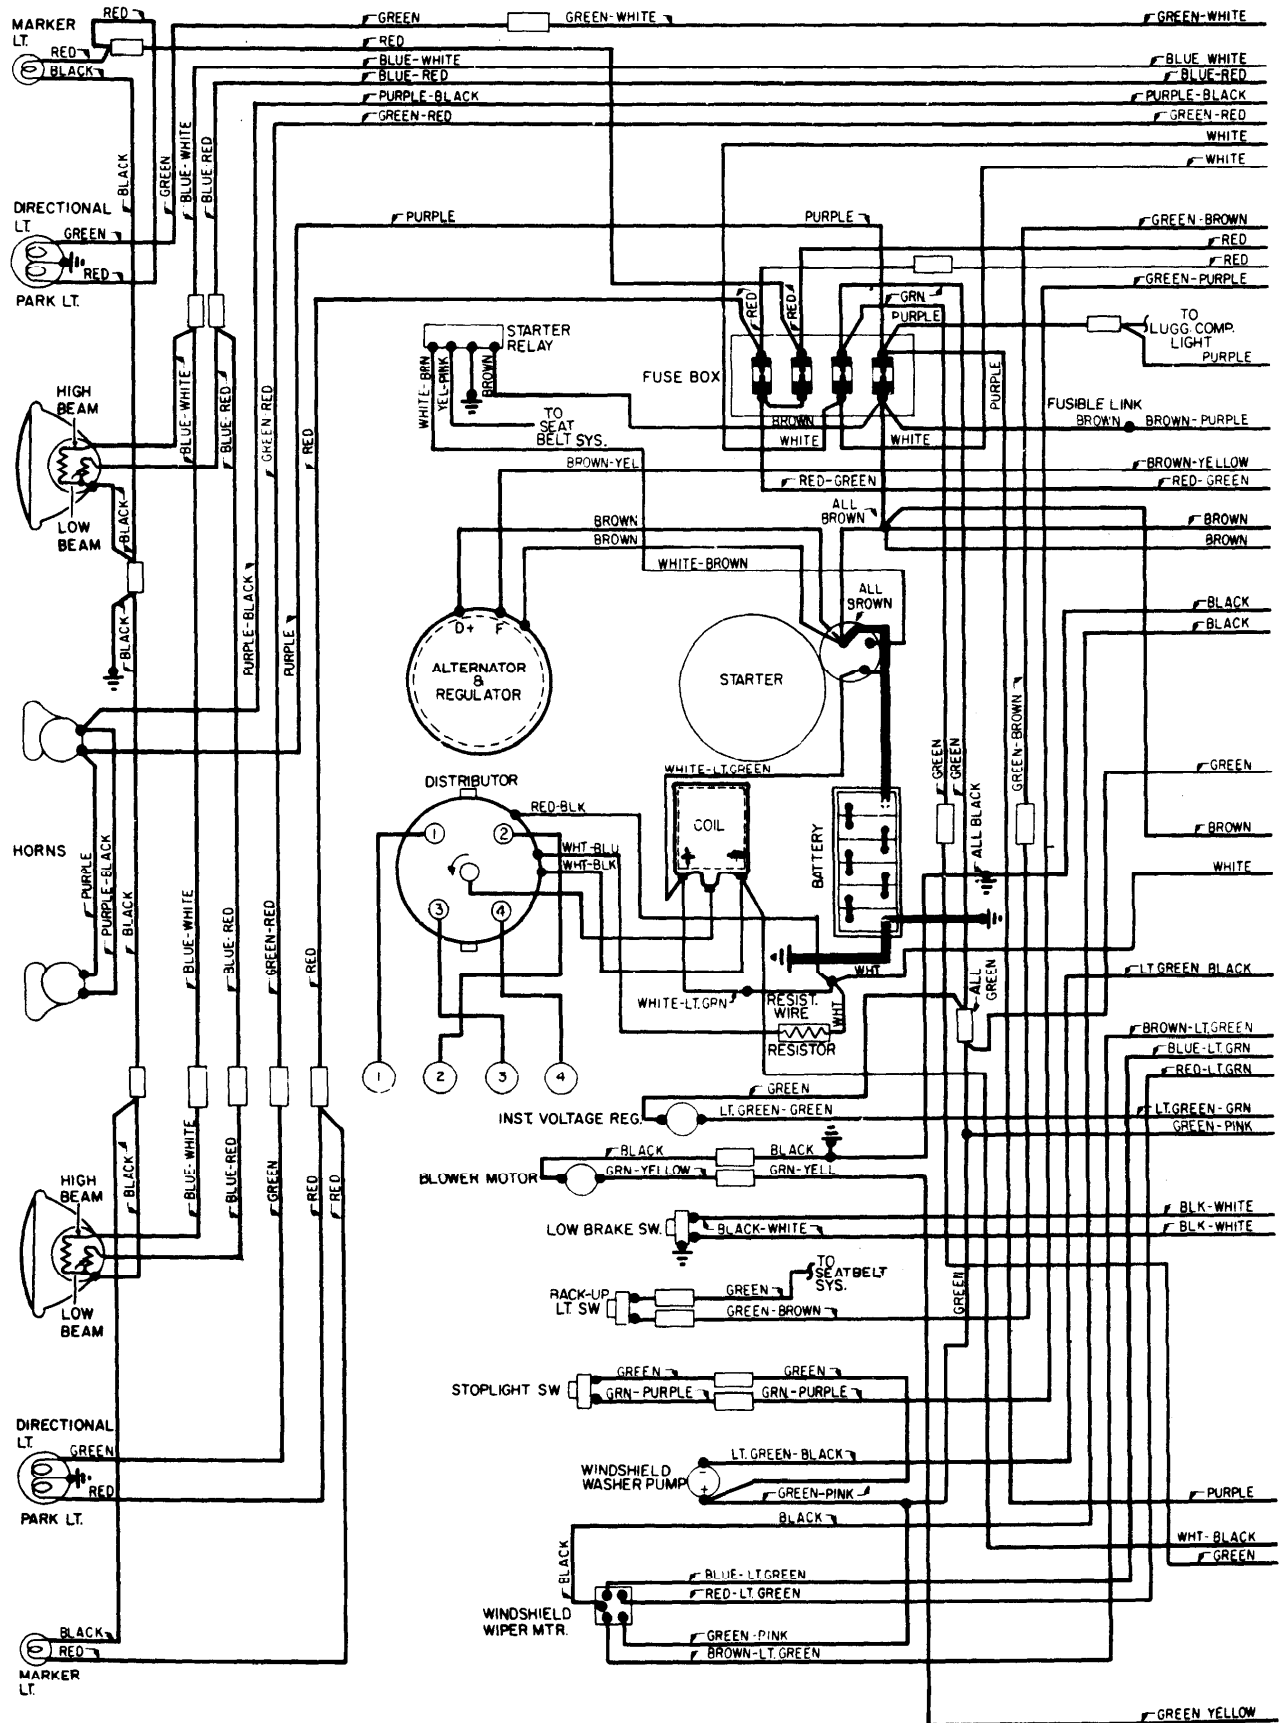 RED
MARKER
LT.
RED
BLACK
GREEN
GREEN-WHITE
GREEN-WHITE
RED
BLUE-WHITE
BLUE WHITE
BLUE-RED
BLUE-RED
PURPLE-BLACK
PURPLE-BLACK
GREEN-RED
GREEN-RED
WHITE
WHITE
BLACK
GREEN
BLUE-WHITE
BLUE-RED
DIRECTIONAL
LT.
GREEN
RED
PARK LT.
PURPLE
PURPLE
GREEN-BROWN
RED
RED
GREEN-PURPLE
RED
RED
GRN
PURPLE
TO
LUGG. COMP.
LIGHT
PURPLE
STARTER
RELAY
WHITE-BRN
YEL-PINK
BROWN
FUSE BOX
PURPLE
HIGH
BEAM
BLUE-WHITE
BLUE-RED
GREEN-RED
RED
TO
SEAT
BELT SYS.
BROWN
WHITE
WHITE
FUSIBLE LINK
BROWN
BROWN-PURPLE
BROWN-YEL
BROWN-YELLOW
RED-GREEN
RED-GREEN
LOW
BEAM
BLACK
ALL
BROWN
BROWN
BROWN
BROWN
BROWN
WHITE-BROWN
ALL
BROWN
BLACK
BLACK
BLACK
PURPLE-BLACK
PURPLE
D+
F
ALTERNATOR
&
REGULATOR
STARTER
GREEN-BROWN
GREEN
GREEN
WHITE-LT.GREEN
GREEN
DISTRIBUTOR
RED-BLK
1
2
3
4
WHT-BLU
WHT-BLK
COIL
+
BATTERY
ALL BLACK
BROWN
WHITE
HORNS
PURPLE
PURPLE-BLACK
BLACK
BLUE-WHITE
BLUE-RED
GREEN-RED
RED
WHT
WHITE-LT.GRN
RESIST.
WIRE
WHT
RESISTOR
ALL
GREEN
LT GREEN BLACK
BROWN-LT.GREEN
BLUE-LT.GRN
RED-LT.GRN
1
2
3
4
GREEN
INST. VOLTAGE REG.
LT.GREEN-GREEN
LT.GREEN-GRN
GREEN-PINK
BLACK
BLACK
BLOWER MOTOR
GRN-YELLOW
GRN-YELL
HIGH
BEAM
BLACK
BLUE-WHITE
BLUE-RED
GREEN
RED
RED
LOW BRAKE SW.
BLACK-WHITE
BLK-WHITE
BLK-WHITE
LOW
BEAM
TO
SEATBELT
SYS.
BACK-UP
LT. SW
GREEN
GREEN-BROWN
GREEN
STOPLIGHT SW
GREEN
GREEN
GRN-PURPLE
GRN-PURPLE
DIRECTIONAL
LT.
GREEN
RED
PARK LT.
WINDSHIELD
WASHER PUMP
LT. GREEN-BLACK
-
+
GREEN-PINK
PURPLE
BLACK
WHT-BLACK
GREEN
BLACK
WINDSHIELD
WIPER MTR.
BLUE-LT.GREEN
RED-LT.GREEN
GREEN-PINK
BROWN-LT.GREEN
BLACK
RED
MARKER
LT.
GREEN YELLOW